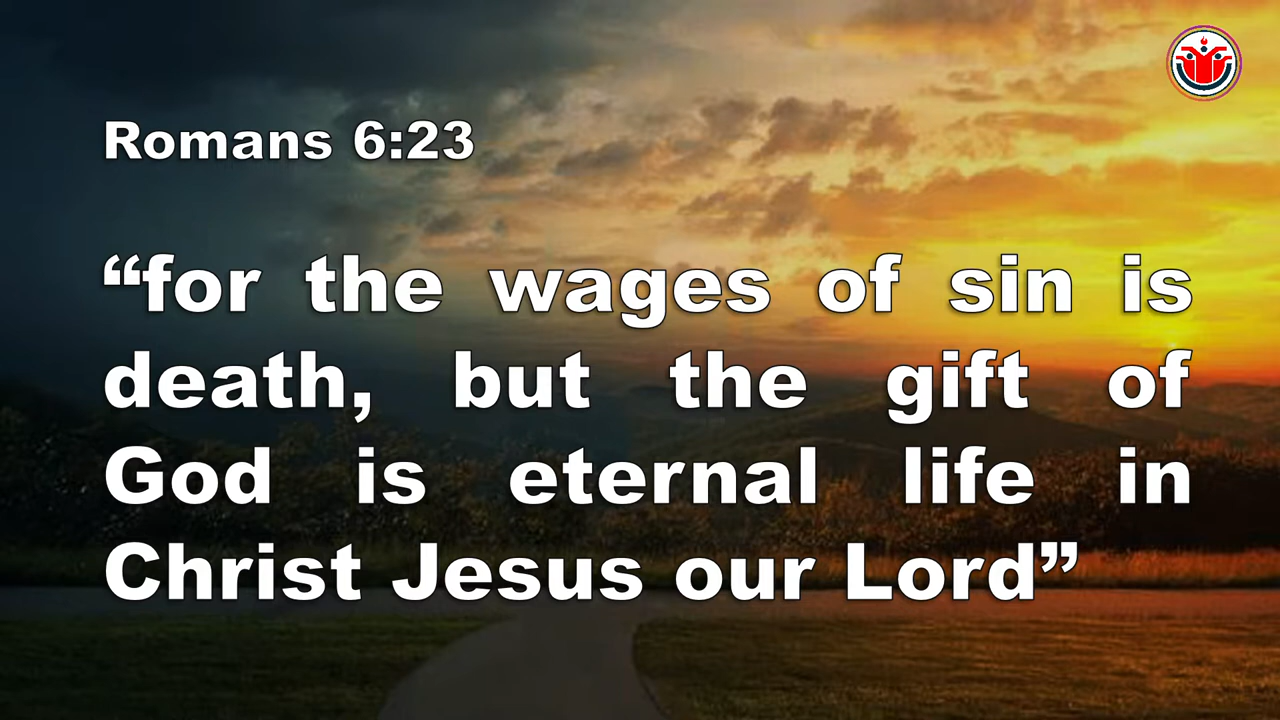 Romans 6:23
“for the wages of sin is
death, but the gift of
God is eternal life in
Christ Jesus our Lord”